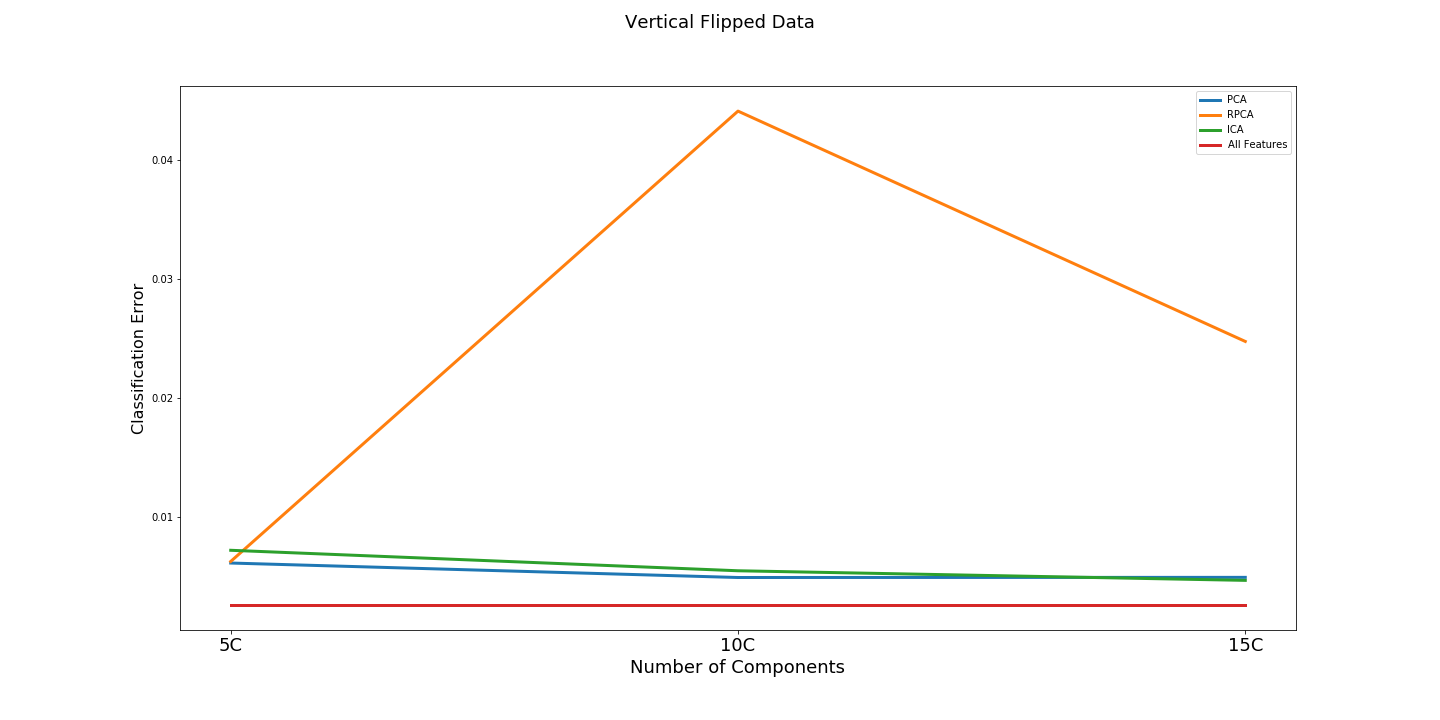 Vertical Flipped Data
PCA
RPCA
ICA
All Features
0.04
0.03
0.02
0.01
Classification Error
5C
10C
15C
Number of Components